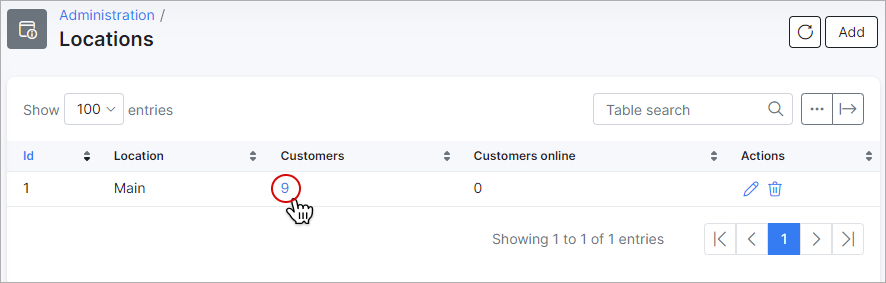 Administration /
Locations
Add
Show 100 entries
Table search
Id Location Customers Customers online Actions
1 Main 9 0
Showing 1 to 1 of 1 entries
1